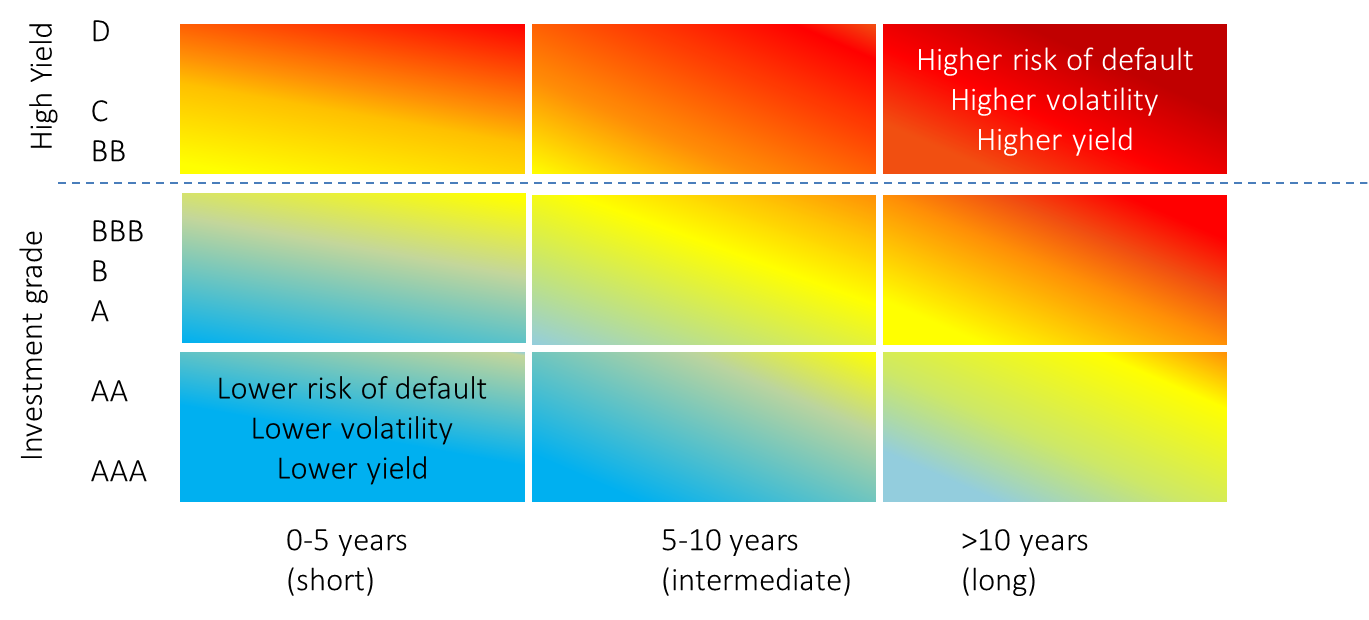 High Yield
D
C
BB
Higher risk of default
Higher volatility
Higher yield
Investment grade
BBB
B
A
AA
AAA
Lower risk of default
Lower volatility
Lower yield
0-5 years
(short)
5-10 years
(intermediate)
>10 years
(long)